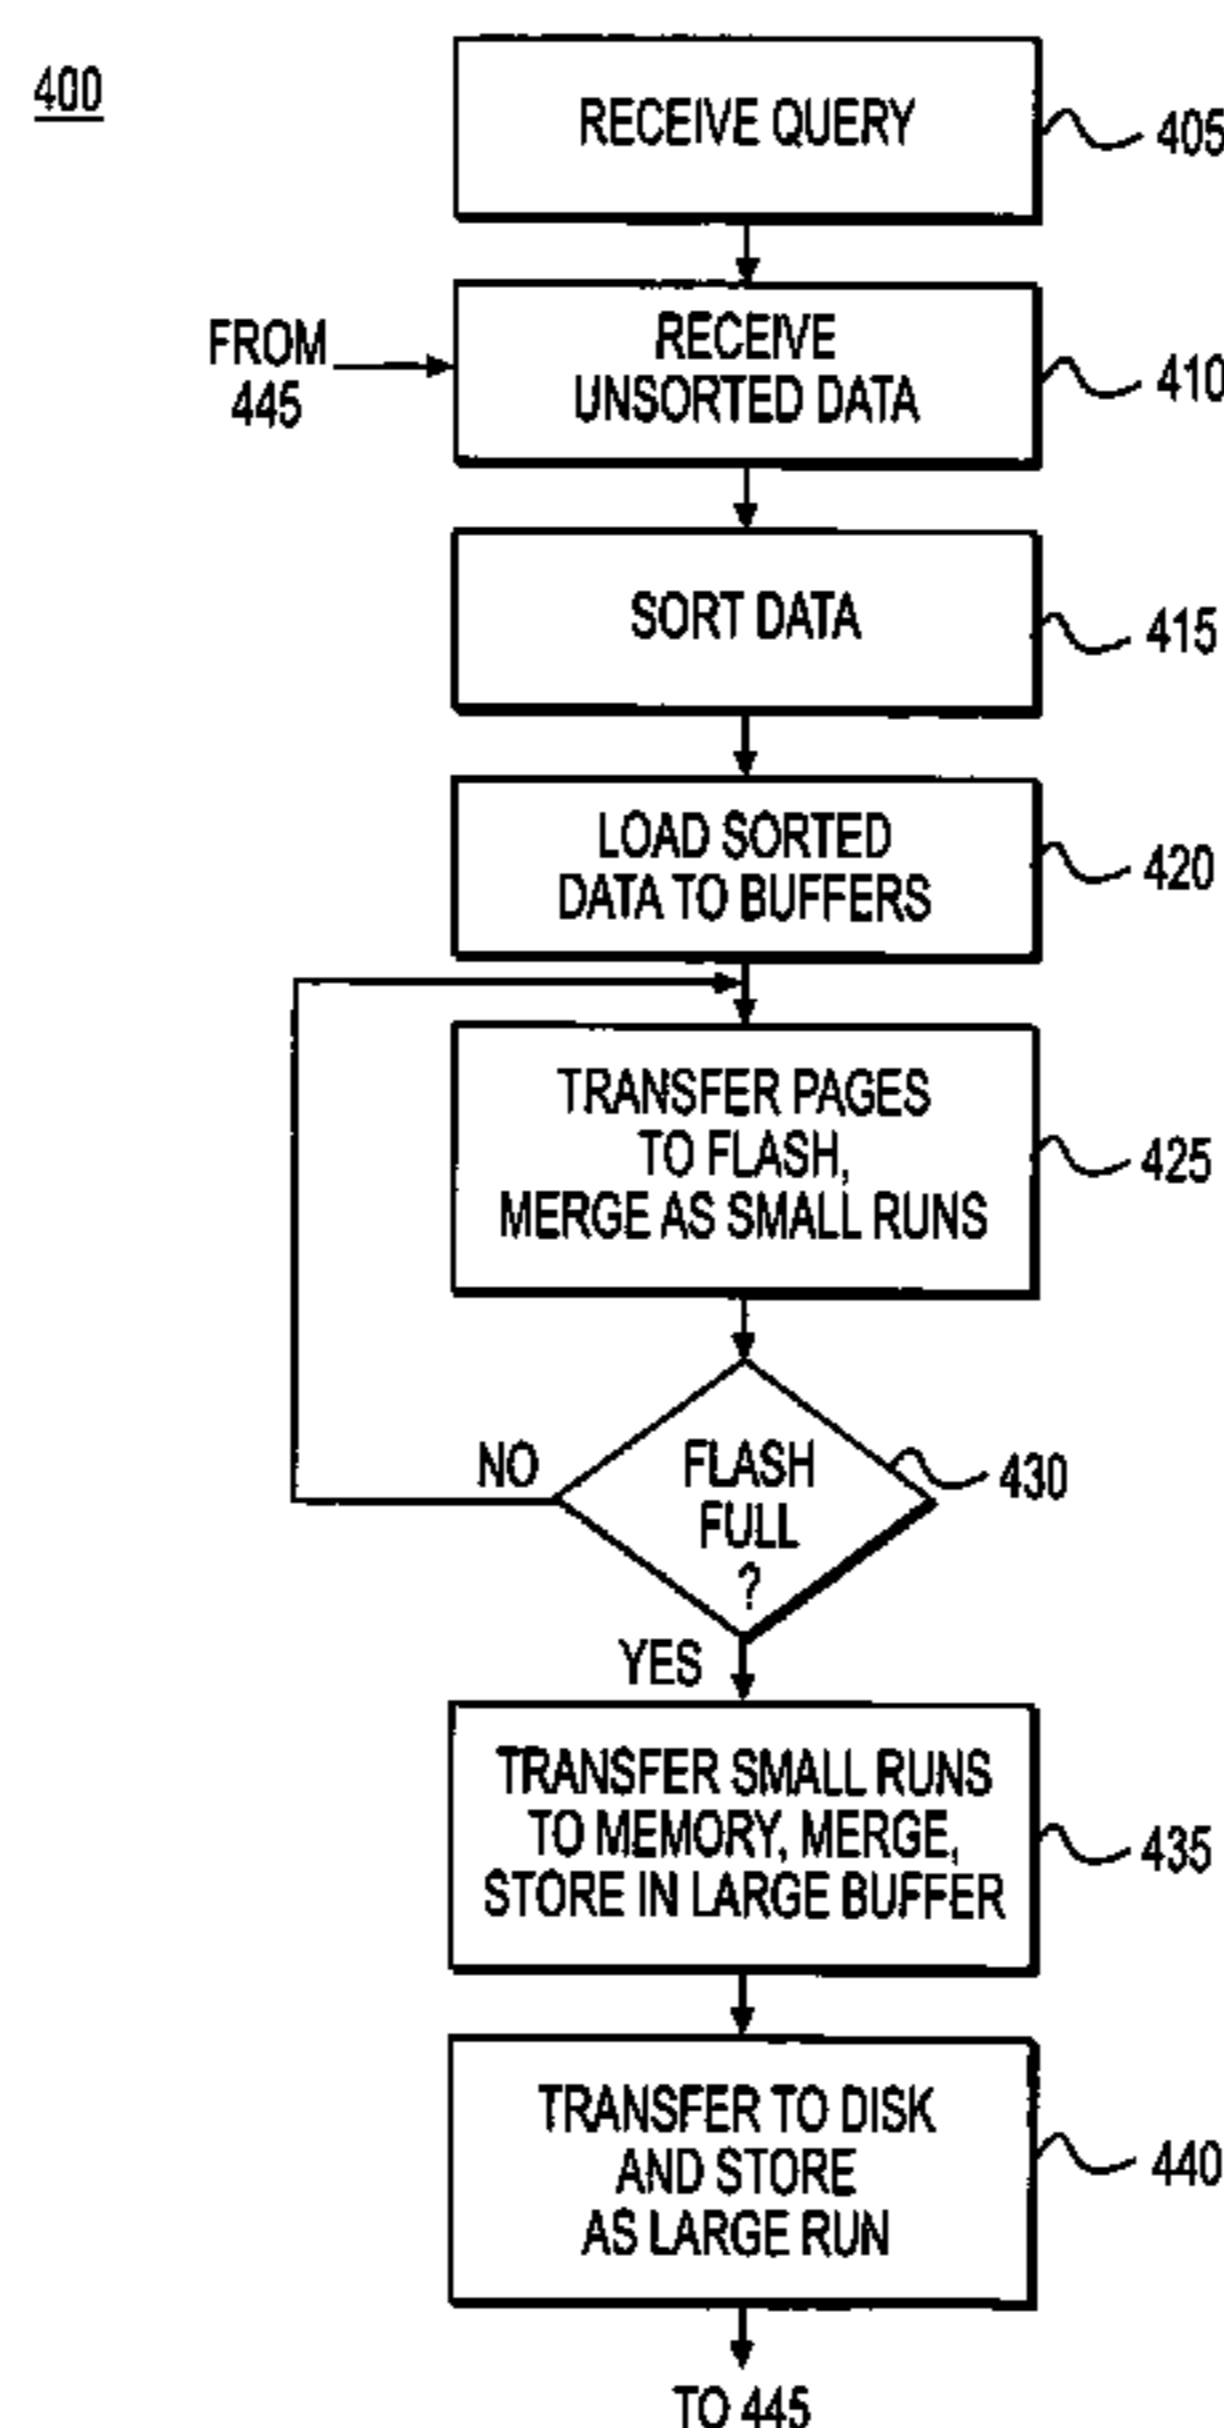 400
RECEIVE QUERY
405
FROM
445
RECEIVE
UNSORTED DATA
410
SORT DATA
415
LOAD SORTED
DATA TO BUFFERS
420
TRANSFER PAGES
TO FLASH,
MERGE AS SMALL RUNS
425
NO
FLASH
FULL
?
430
YES
TRANSFER SMALL RUNS
TO MEMORY, MERGE,
STORE IN LARGE BUFFER
435
TRANSFER TO DISK
AND STORE
AS LARGE RUN
440
TO 445